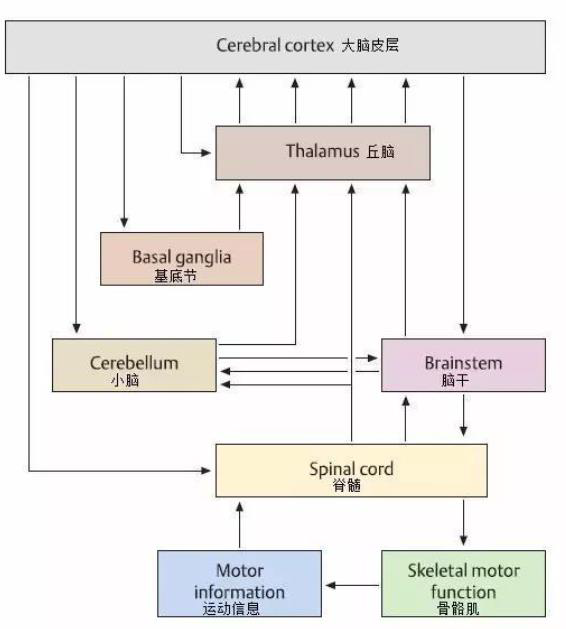 Cerebral cortex 大脑皮层
Thalamus 丘脑
Basal ganglia
基底节
Cerebellum
小脑
Brainstem
脑干
Spinal cord
脊髓
Motor
information
运动信息
Skeletal motor
function
骨骼肌